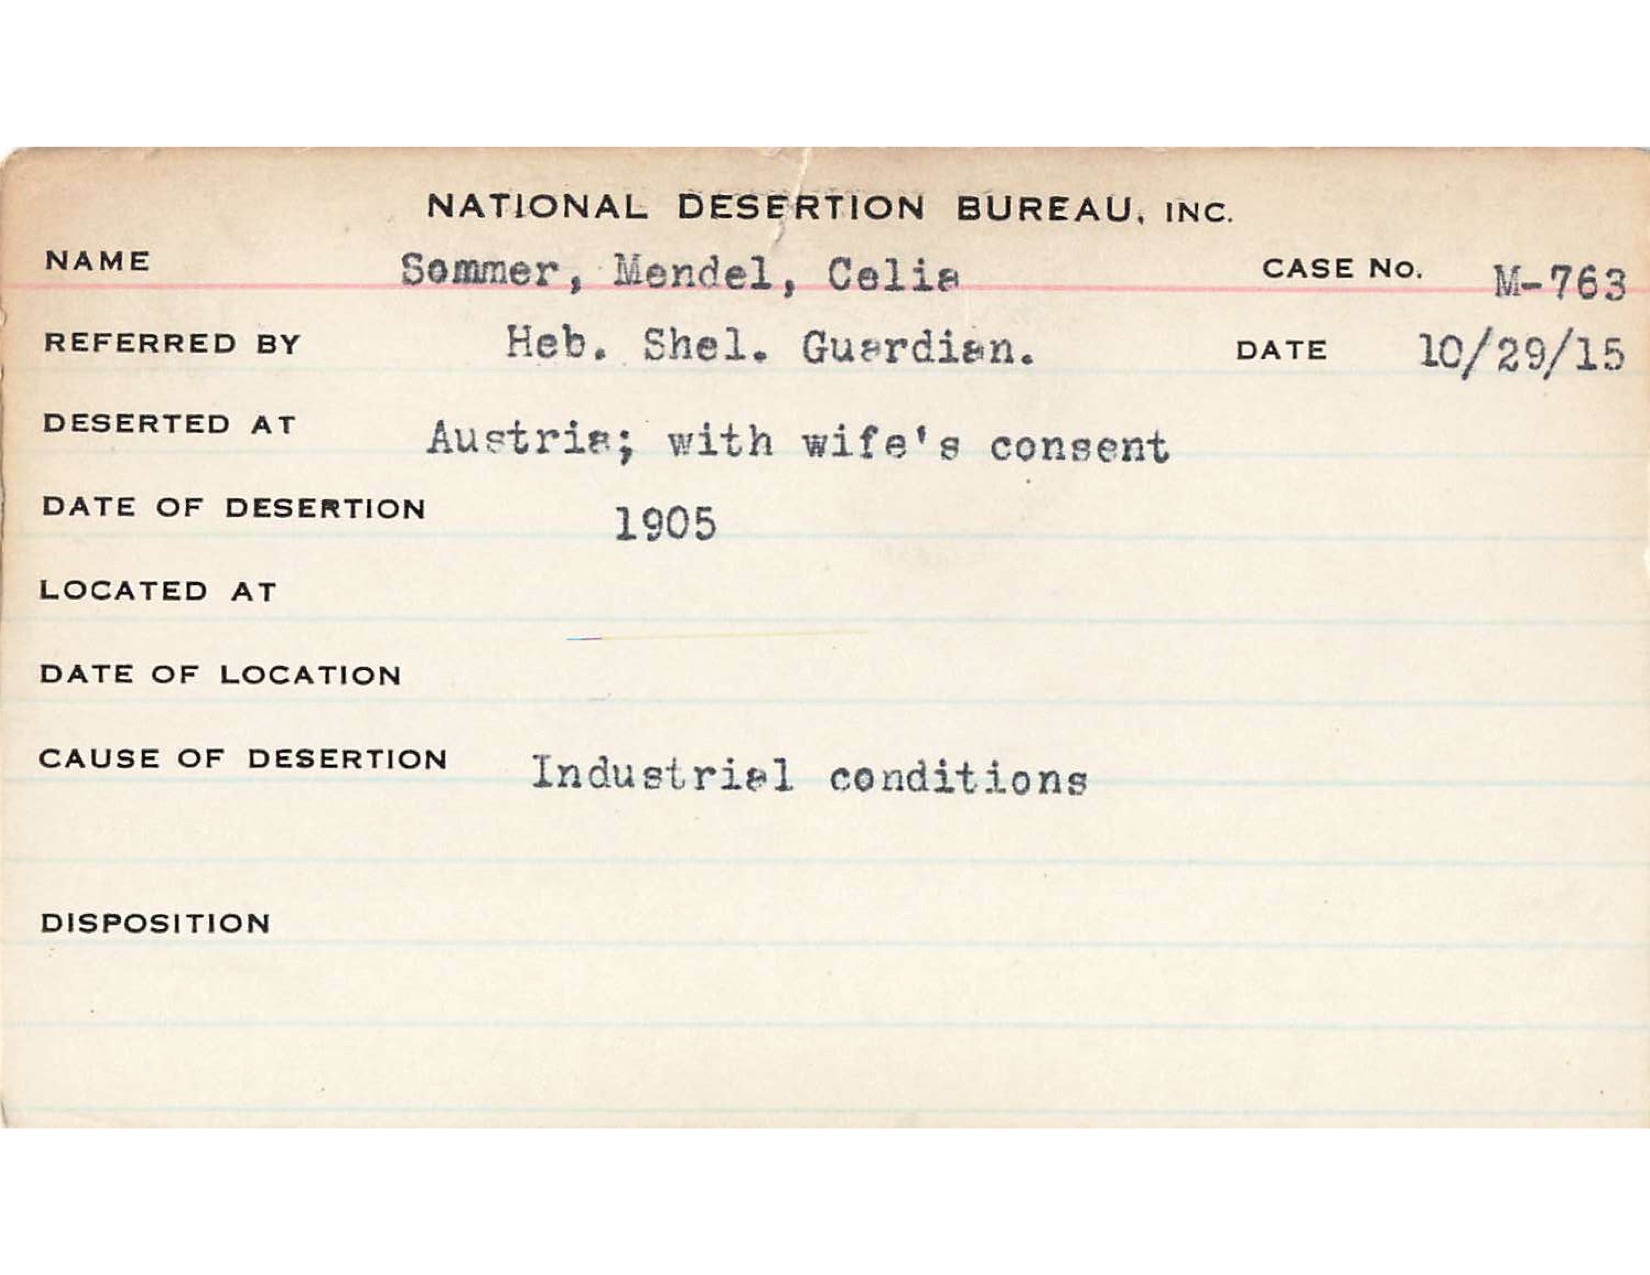 NATIONAL DESERTION BUREAU, INC.
NAME Sommer, Mendel, Celia CASE No. M-763
REFERRED BY Heb. Shel. Guardian. DATE 10/29/15
DESERTED AT Austria; with wife's consent
DATE OF DESERTION 1905
LOCATED AT
DATE OF LOCATION
CAUSE OF DESERTION Industrial conditions
DISPOSITION